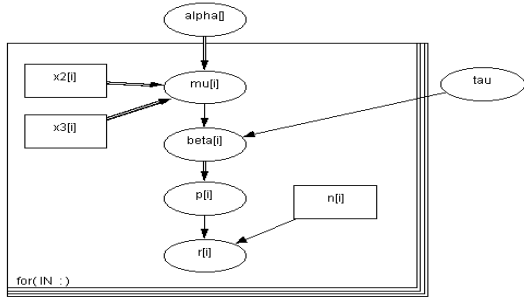 alpha[]
x2[i]
mu[i]
tau
x3[i]
beta[i]
p[i]
n[i]
r[i]
for( IN : )